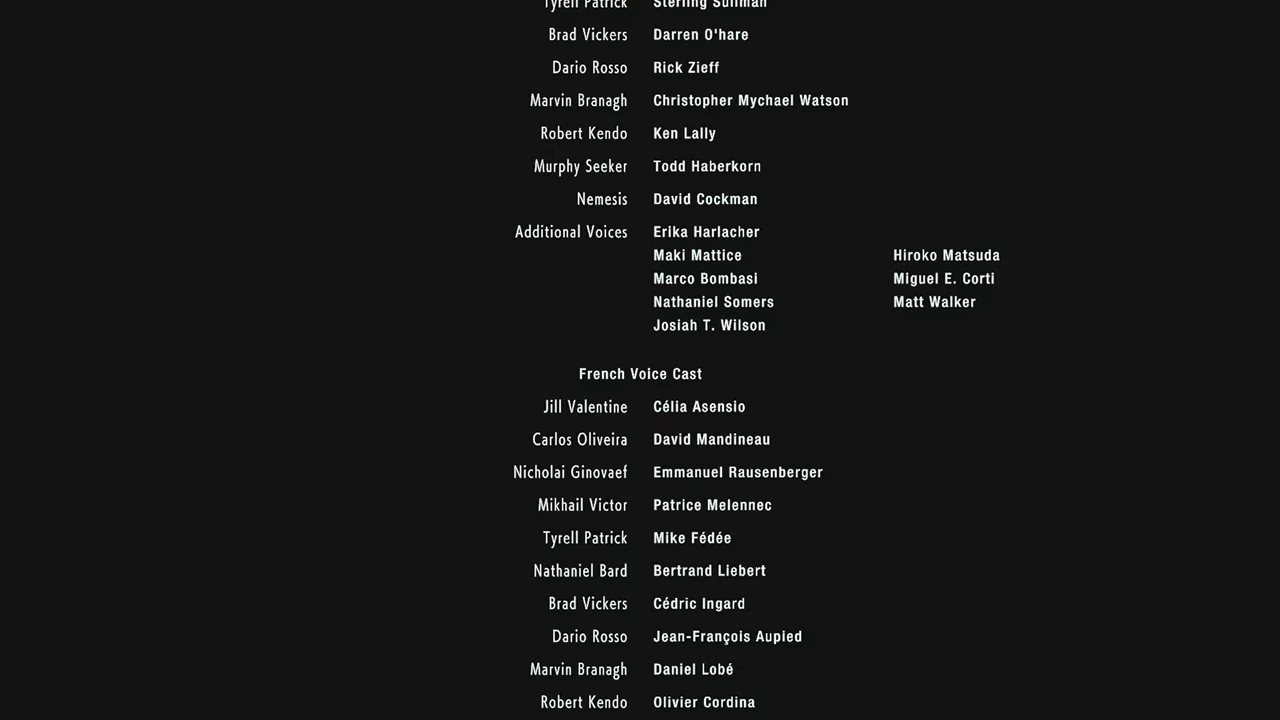 Tyrell Patrick Sterling Sulíman
Brad Vickers Darren O'hare
Dario Rosso Rick Zieff
Marvin Branagh Christopher Mychael Watson
Robert Kendo Ken Lally
Murphy Seeker Todd Haberkorn
Nemesis David Cockman
Additional Voices Erika Harlacher
Maki Mattice Hiroko Matsuda
Marco Bombasi Miguel E. Corti
Nathaniel Somers Matt Walker
Josiah T. Wilson
French Voice Cast
Jill Valentine Célia Asensio
Carlos Oliveira David Mandineau
Nicholai Ginovaef Emmanuel Rausenberger
Mikhail Victor Patrice Melennec
Tyrell Patrick Mike Fédée
Nathaniel Bard Bertrand Liebert
Brad Vickers Cédric Ingard
Dario Rosso Jean-François Aupied
Marvin Branagh Daniel Lobé
Robert Kendo Olivier Cordina